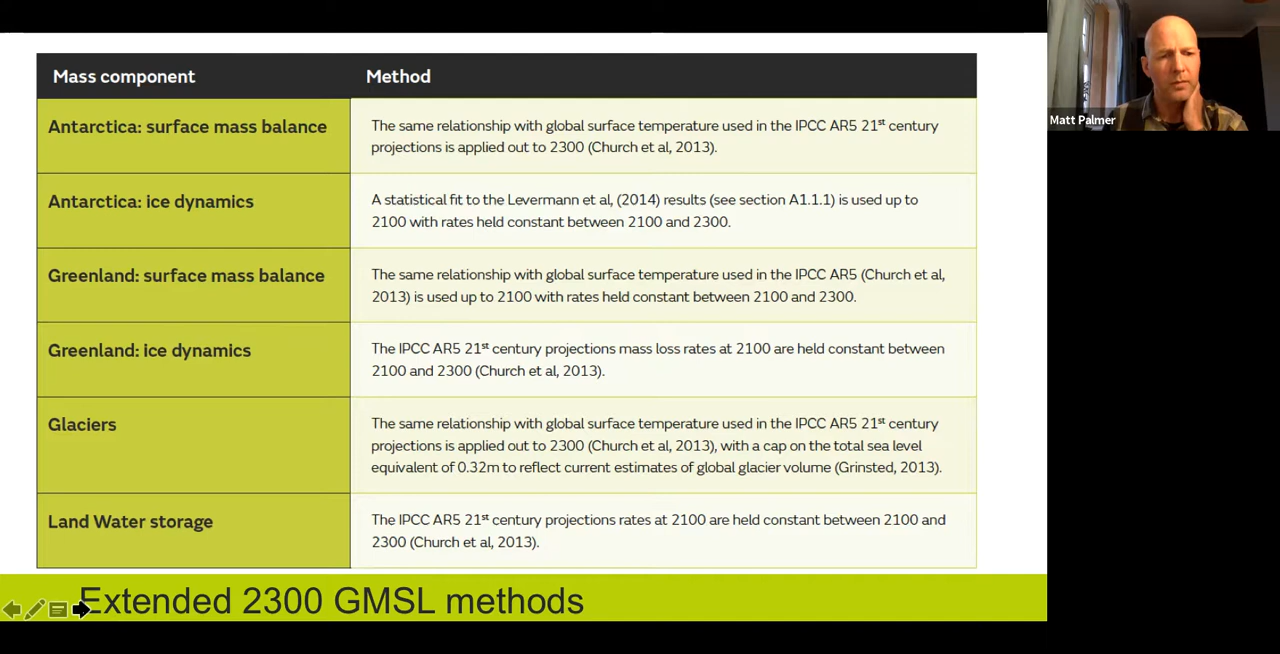 Mass component Method
Antarctica: surface mass balance
The same relationship with global surface temperature used in the IPCC AR5 21st century
projections is applied out to 2300 (Church et al, 2013).
Antarctica: ice dynamics
A statistical fit to the Levermann et al, (2014) results (see section A1.1.1) is used up to
2100 with rates held constant between 2100 and 2300.
Greenland: surface mass balance
The same relationship with global surface temperature used in the IPCC AR5 (Church et al,
2013) is used up to 2100 with rates held constant between 2100 and 2300.
Greenland: ice dynamics
The IPCC AR5 21st century projections mass loss rates at 2100 are held constant between
2100 and 2300 (Church et al, 2013).
Glaciers
The same relationship with global surface temperature used in the IPCC AR5 21st century
projections is applied out to 2300 (Church et al, 2013), with a cap on the total sea level
equivalent of 0.32m to reflect current estimates of global glacier volume (Grinsted, 2013).
Land Water storage
The IPCC AR5 21st century projections rates at 2100 are held constant between 2100 and
2300 (Church et al, 2013).
Extended 2300 GMSL methods
Matt Palmer